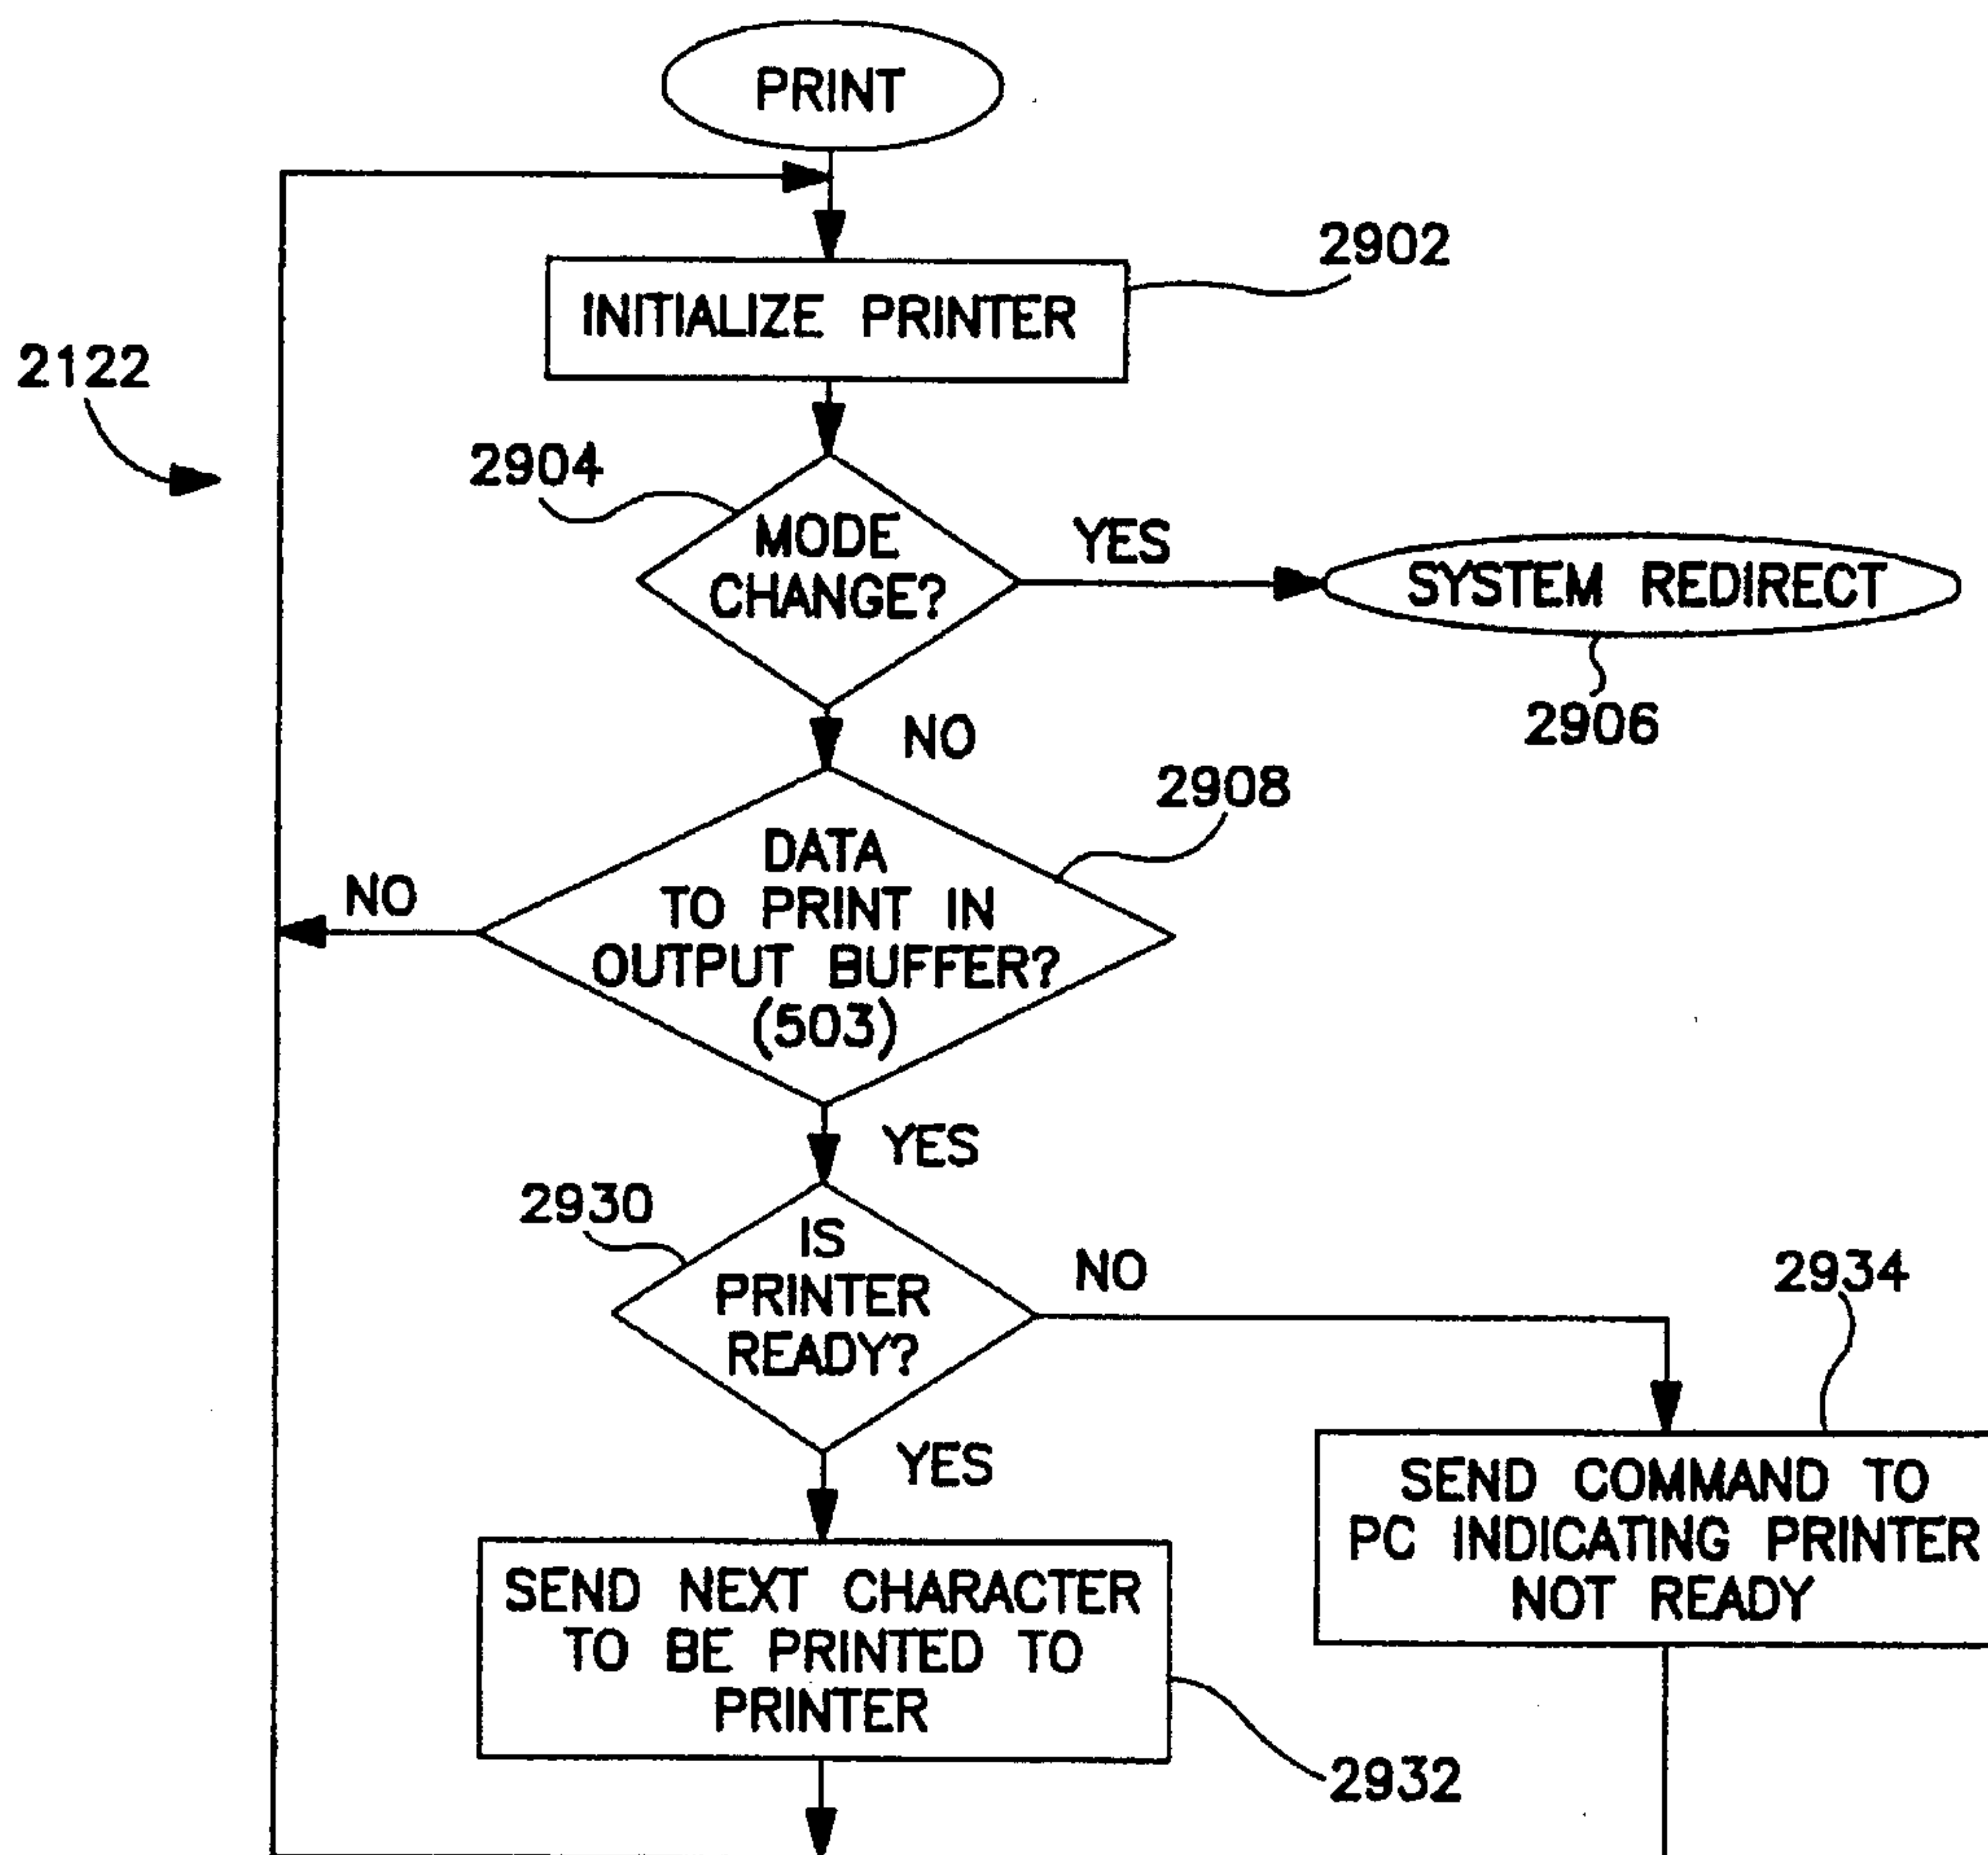 PRINT
2902
INITIALIZE PRINTER
2122
2904
MODE
CHANGE?
YES
SYSTEM REDIRECT
2906
NO
2908
DATA
TO PRINT IN
OUTPUT BUFFER?
(503)
NO
YES
2930
IS
PRINTER
READY?
NO
2934
YES
SEND COMMAND TO
PC INDICATING PRINTER
NOT READY
SEND NEXT CHARACTER
TO BE PRINTED TO
PRINTER
2932